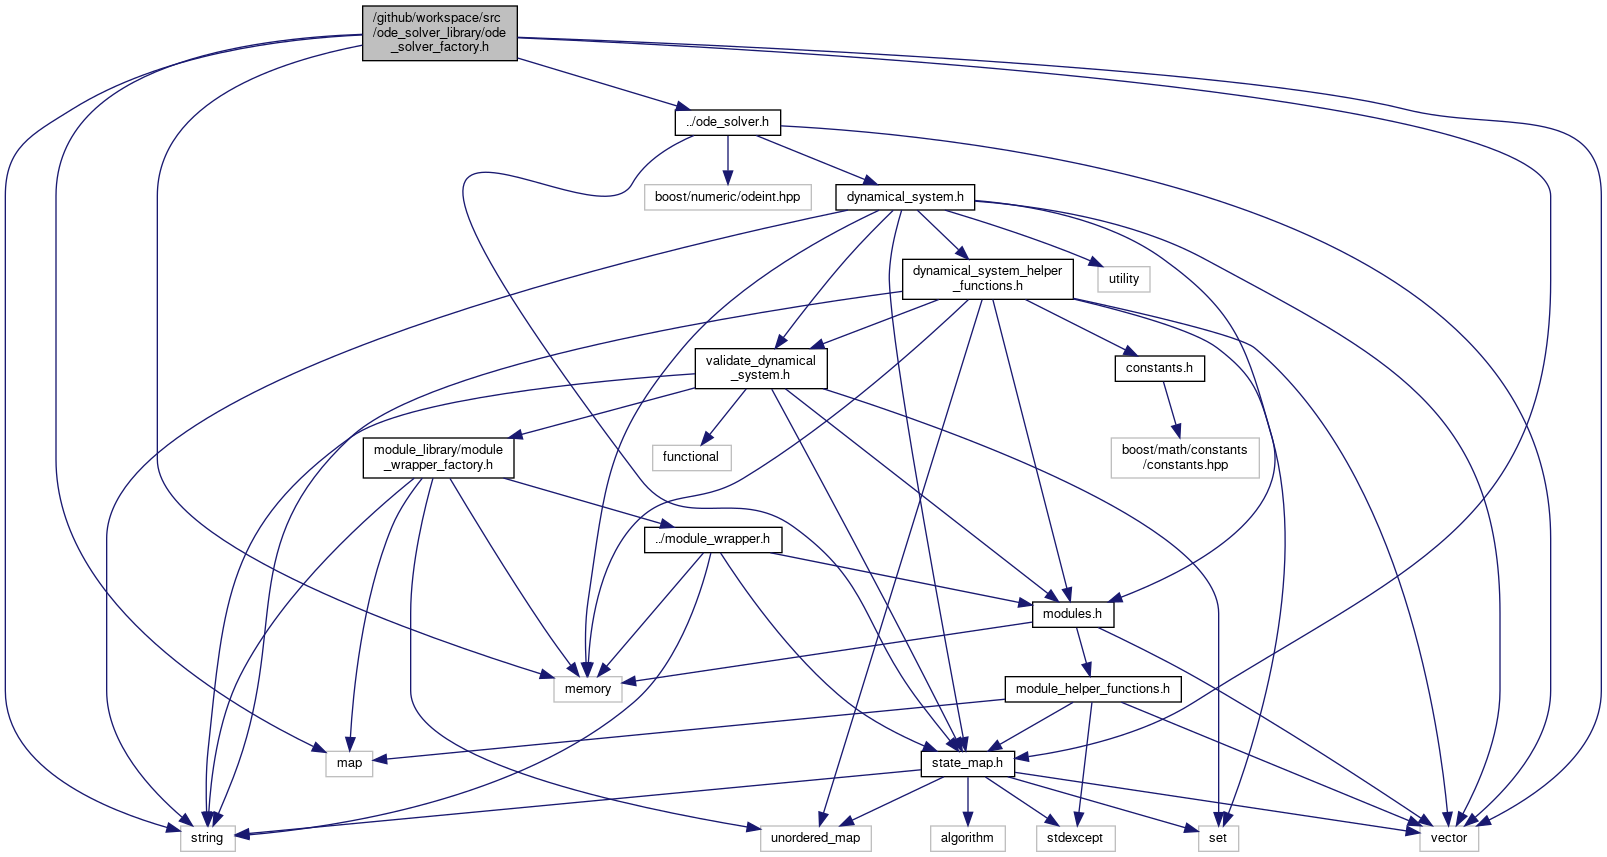 /github/workspace/src
/ode_solver_library/ode
_solver_factory.h
../ode_solver.h
boost/numeric/odeint.hpp
dynamical_system.h
dynamical_system_helper
_functions.h
utility
validate_dynamical
_system.h
constants.h
module_library/module
_wrapper_factory.h
functional
boost/math/constants
/constants.hpp
../module_wrapper.h
modules.h
memory
module_helper_functions.h
map
state_map.h
string
unordered_map
algorithm
stdexcept
set
vector